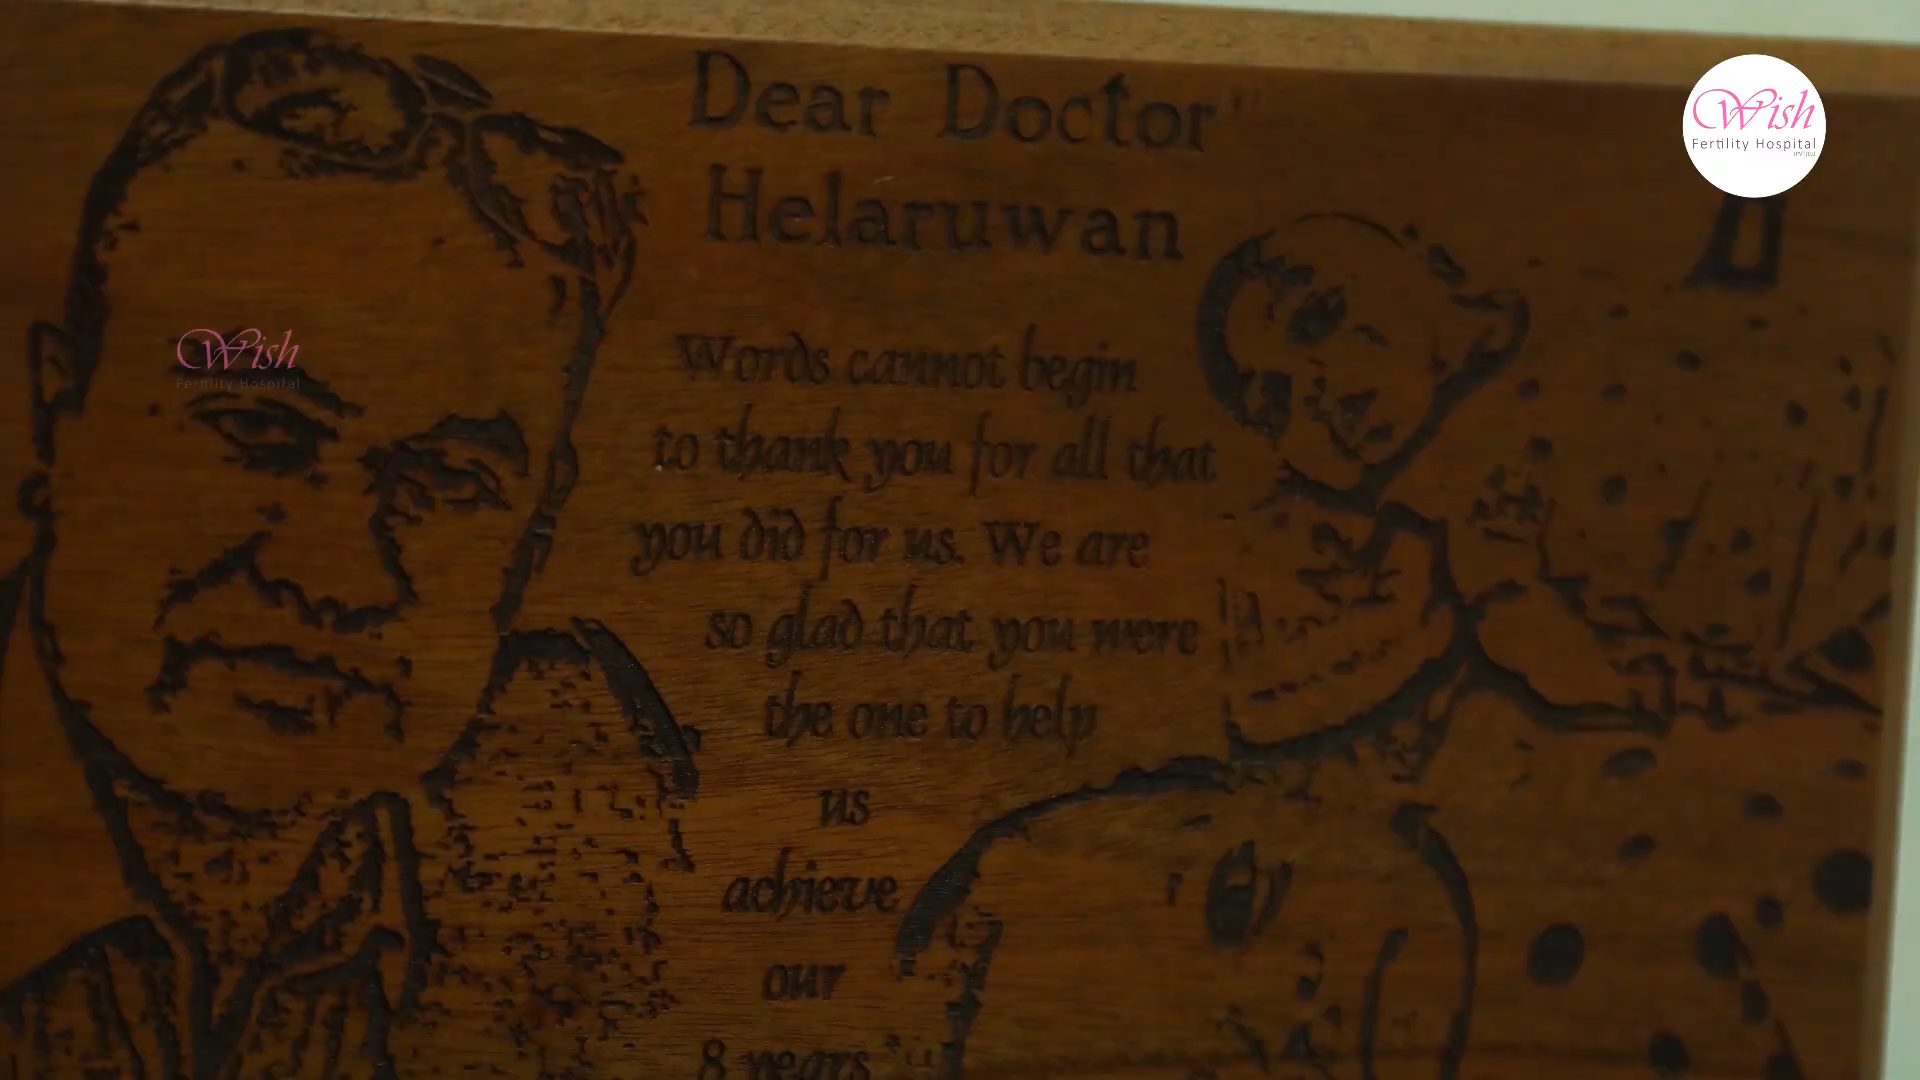 Dear Doctor
Helaruwan
Words cannot begin
to thank you for all that
you did for us. We are
so glad that you were
the one to help
us
achieve
our
8 years
Wish
Fertility Hospital
Wish
Fertility Hospital